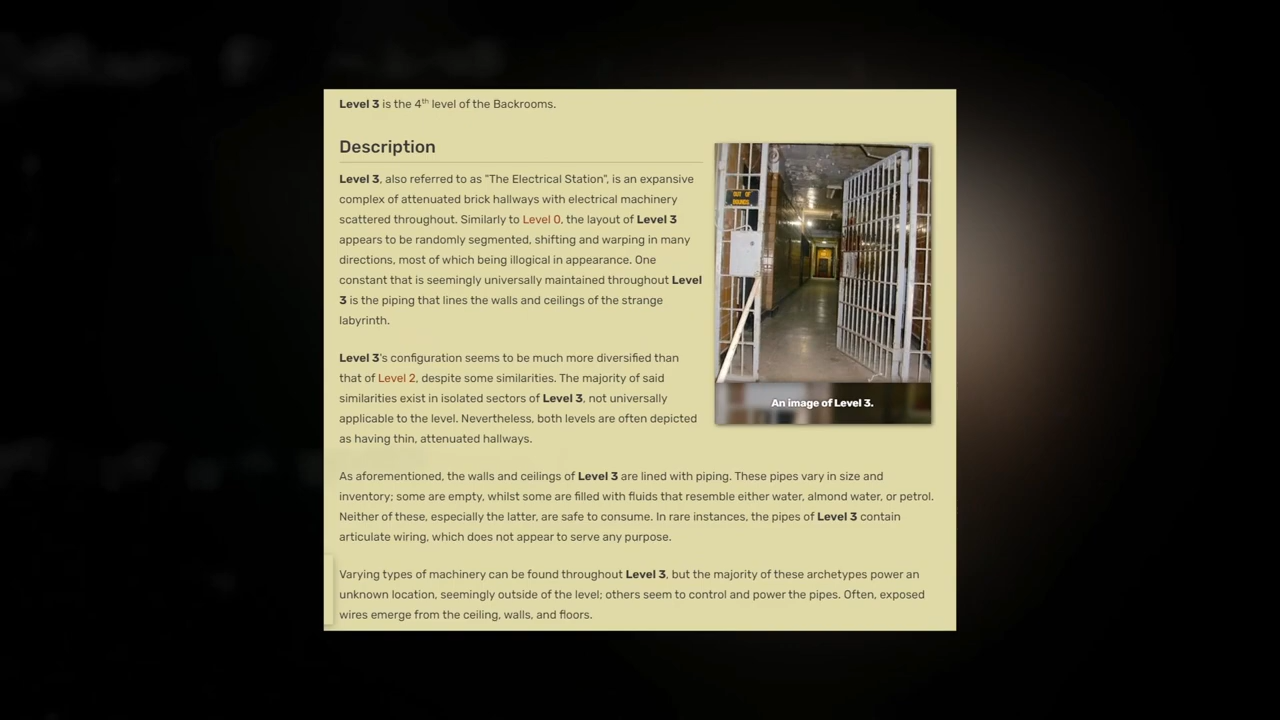 Level 3 is the 4th level of the Backrooms.
Description
Level 3, also referred to as "The Electrical Station", is an expansive
complex of attenuated brick hallways with electrical machinery
scattered throughout. Similarly to Level 0, the layout of Level 3
appears to be randomly segmented, shifting and warping in many
directions, most of which being illogical in appearance. One
constant that is seemingly universally maintained throughout Level
3 is the piping that lines the walls and ceilings of the strange
labyrinth.
Level 3's configuration seems to be much more diversified than
that of Level 2, despite some similarities. The majority of said
similarities exist in isolated sectors of Level 3, not universally
applicable to the level. Nevertheless, both levels are often depicted
as having thin, attenuated hallways.
OUT OF
BOUNDS
An image of Level 3.
As aforementioned, the walls and ceilings of Level 3 are lined with piping. These pipes vary in size and
inventory; some are empty, whilst some are filled with fluids that resemble either water, almond water, or petrol.
Neither of these, especially the latter, are safe to consume. In rare instances, the pipes of Level 3 contain
articulate wiring, which does not appear to serve any purpose.
Varying types of machinery can be found throughout Level 3, but the majority of these archetypes power an
unknown location, seemingly outside of the level; others seem to control and power the pipes. Often, exposed
wires emerge from the ceiling, walls, and floors.